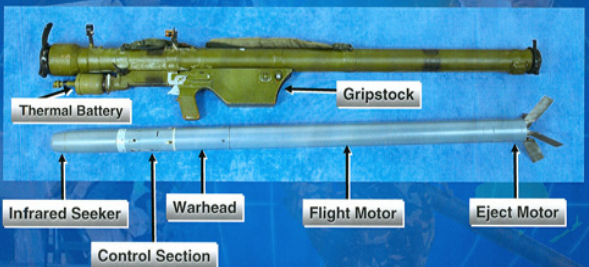 Thermal Battery
Gripstock
Infrared Seeker
Warhead
Flight Motor
Eject Motor
Control Section